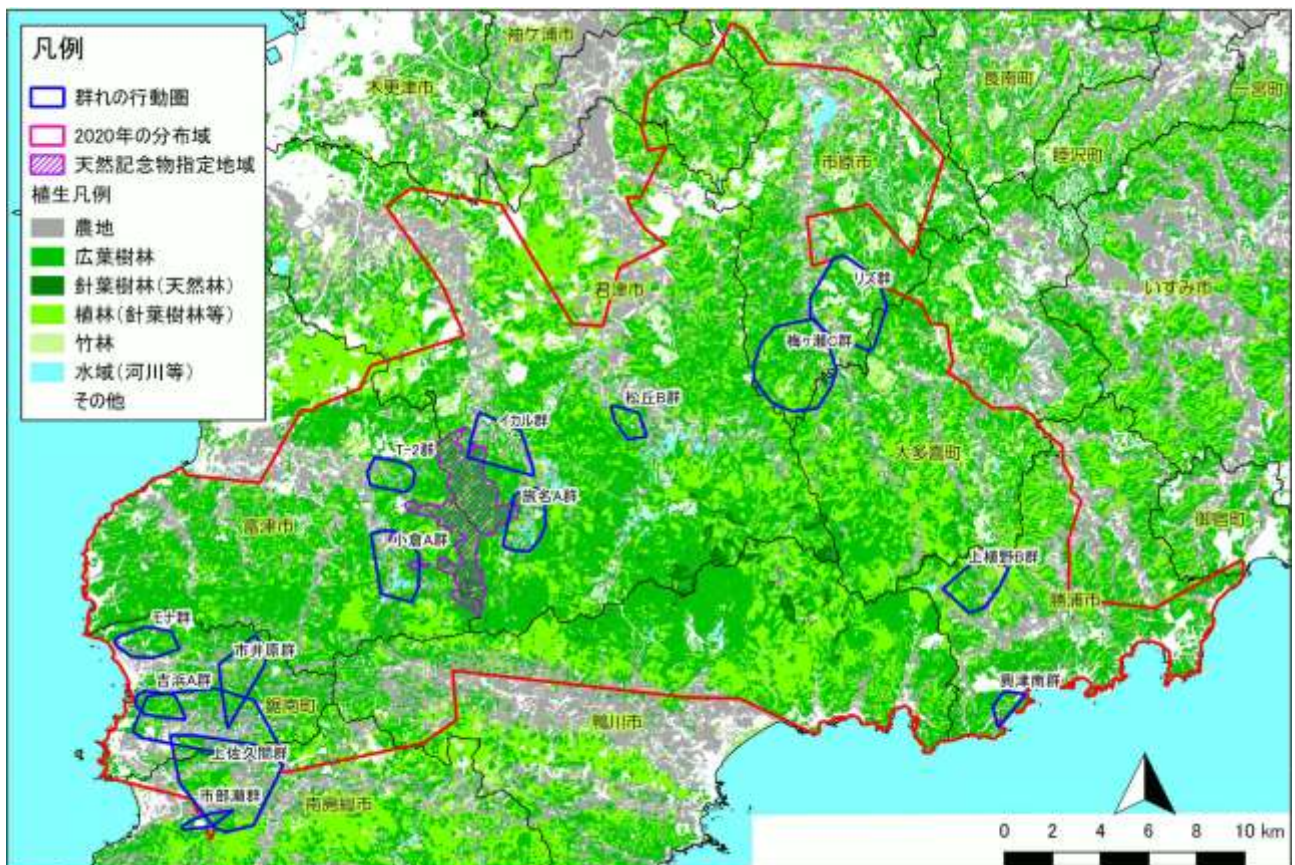 凡例
群れの行動圏
2020年の分布域
天然記念物指定地域
植生凡例
農地
広葉樹林
針葉樹林(天然林)
植林(針葉樹林等)
竹林
水域(河川等)
その他
袖ケ浦市
木更津市
長南町
一宮町
睦沢町
市原市
いすみ市
君津市
リズ群
梅ヶ瀬C群
松丘B群
イカル群
T-2群
大多喜町
旅名A群
富津市
小倉A群
御宿町
上植野B群
勝浦市
モナ群
市井原群
吉浜A群
鋸南町
興津南群
鴨川市
上佐久間群
市部瀬群
南房総市
0 2 4 6 8 10 km